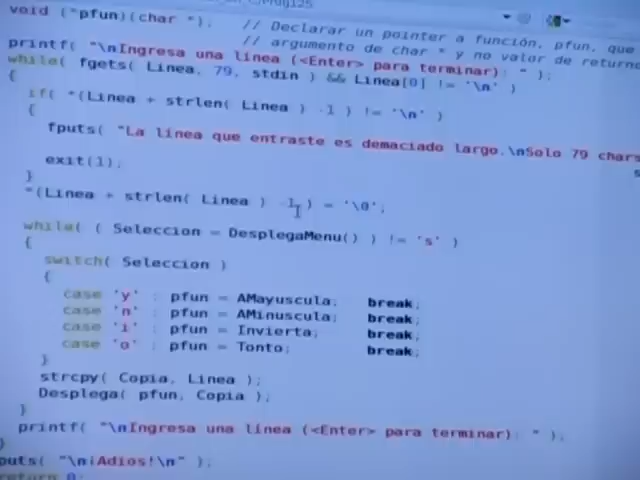 Prog125
void (*pfun)(char *);   // Declarar un pointer a función, pfun, que
// argumento de char * y no valor de retorno
printf( "\nIngresa una linea (<Enter> para terminar): " );
while( fgets( Linea, 79, stdin ) && Linea[0] != '\n' )
{
if( *(Linea + strlen( Linea ) -1 ) != '\n' )
{
fputs( "La linea que entraste es demaciado largo.\nSolo 79 chars
exit(1);
}
*(Linea + strlen( Linea ) -1 ) = '\0';
while( ( Seleccion = DesplegaMenu() ) != 's' )
{
switch( Seleccion )
{
case 'y' : pfun = AMayuscula;   break;
case 'n' : pfun = AMinuscula;   break;
case 'i' : pfun = Invierta;   break;
case 'o' : pfun = Tonto;   break;
}
strcpy( Copia, Linea );
Desplega( pfun, Copia );
}
printf( "\nIngresa una linea (<Enter> para terminar): " );
}
puts( "\n¡Adios!\n" );
return 0;